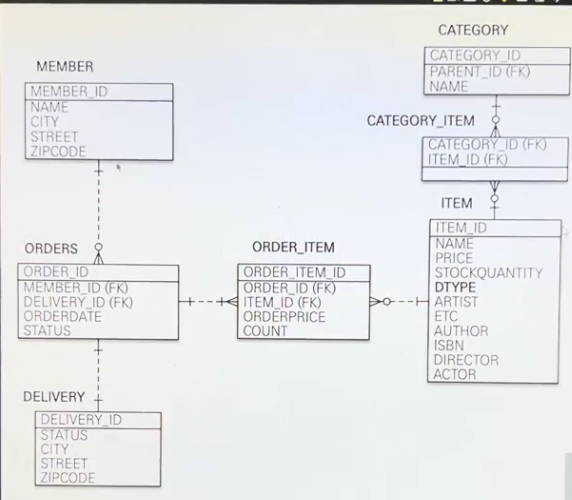 CATEGORY
CATEGORY_ID
PARENT_ID (FK)
NAME
MEMBER
MEMBER_ID
NAME
CITY
STREET
ZIPCODE
CATEGORY_ITEM
CATEGORY_ID (FK)
ITEM_ID (FK)
ITEM
ITEM_ID
NAME
PRICE
STOCKQUANTITY
DTYPE
ARTIST
ETC
AUTHOR
ISBN
DIRECTOR
ACTOR
ORDERS
ORDER_ID
MEMBER_ID (FK)
DELIVERY_ID (FK)
ORDERDATE
STATUS
ORDER_ITEM
ORDER_ITEM_ID
ORDER_ID (FK)
ITEM_ID (FK)
ORDERPRICE
COUNT
DELIVERY
DELIVERY_ID
STATUS
CITY
STREET
ZIPCODE